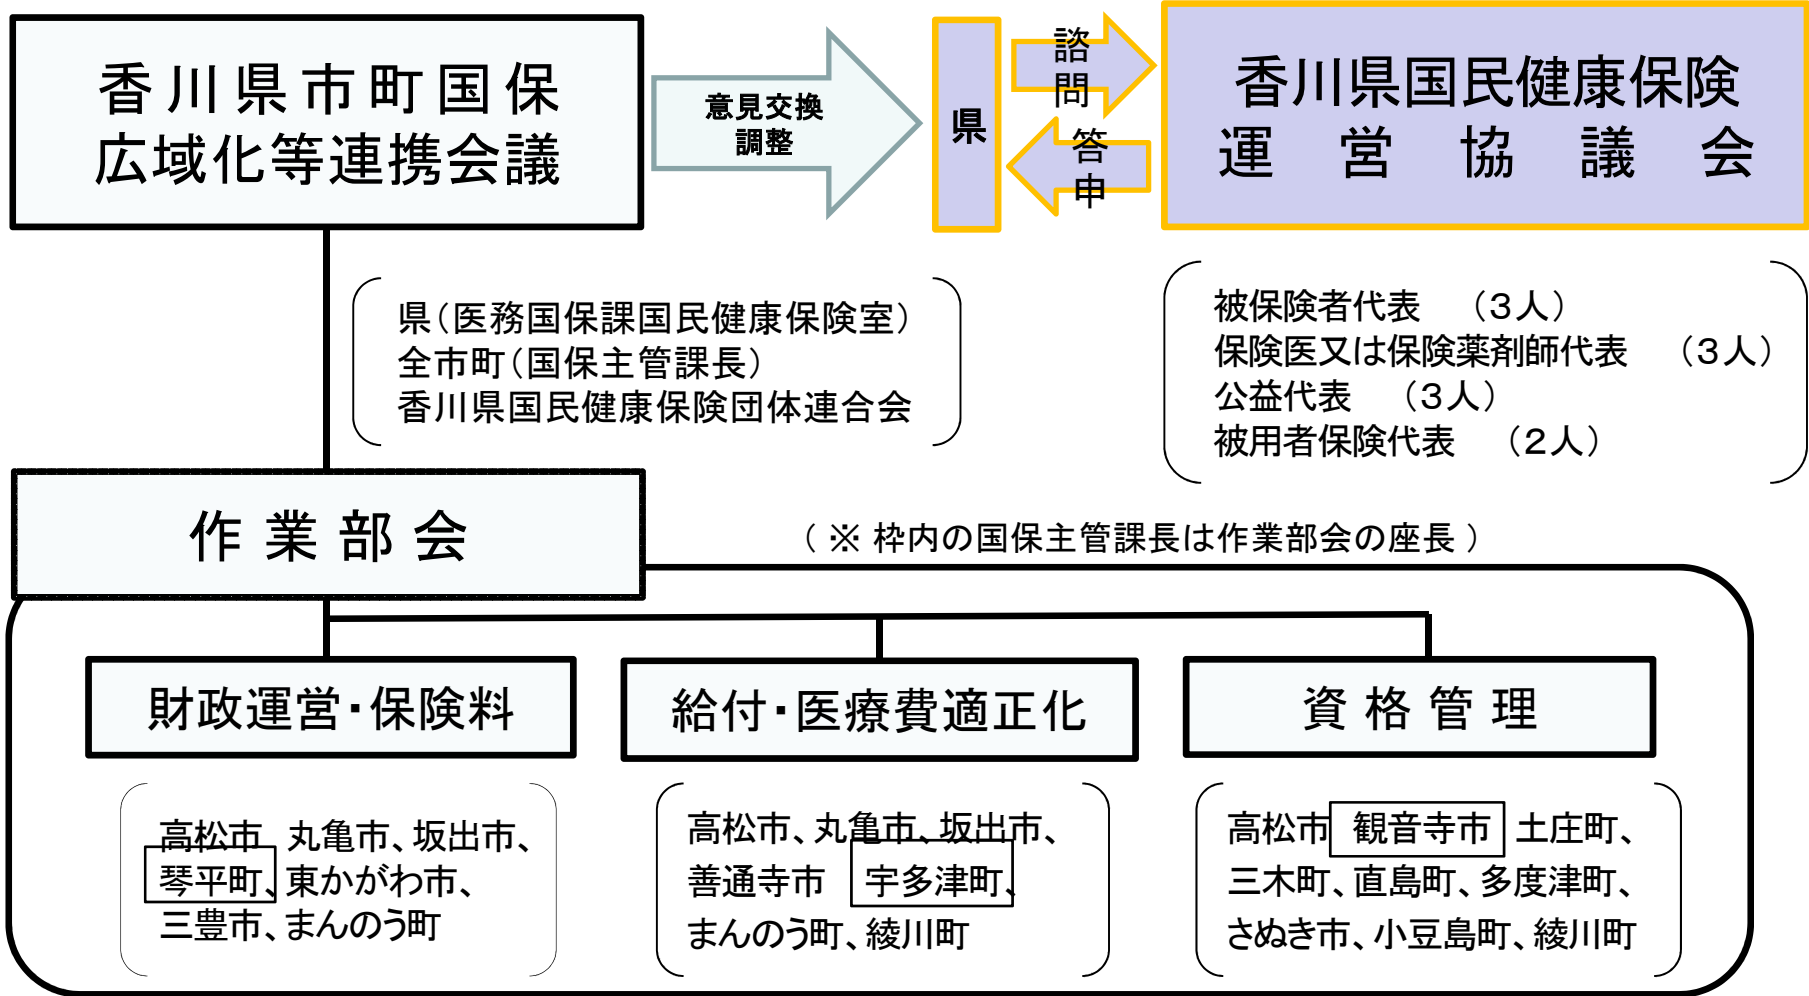 香川県市町国保
広域化等連携会議
意見交換
調整
県
諮
問
答
申
香川県国民健康保険
運営協議会
県（医務国保課国民健康保険室）
全市町（国保主管課長）
香川県国民健康保険団体連合会
被保険者代表　（３人）
保険医又は保険薬剤師代表　（３人）
公益代表　（３人）
被用者保険代表　（２人）
作業部会
（ ※ 枠内の国保主管課長は作業部会の座長 ）
財政運営・保険料
給付・医療費適正化
資格管理
高松市　丸亀市、坂出市、
琴平町、東かがわ市、
三豊市、まんのう町
高松市、丸亀市、坂出市、
善通寺市　宇多津町、
まんのう町、綾川町
高松市　観音寺市　土庄町、
三木町、直島町、多度津町、
さぬき市、小豆島町、綾川町